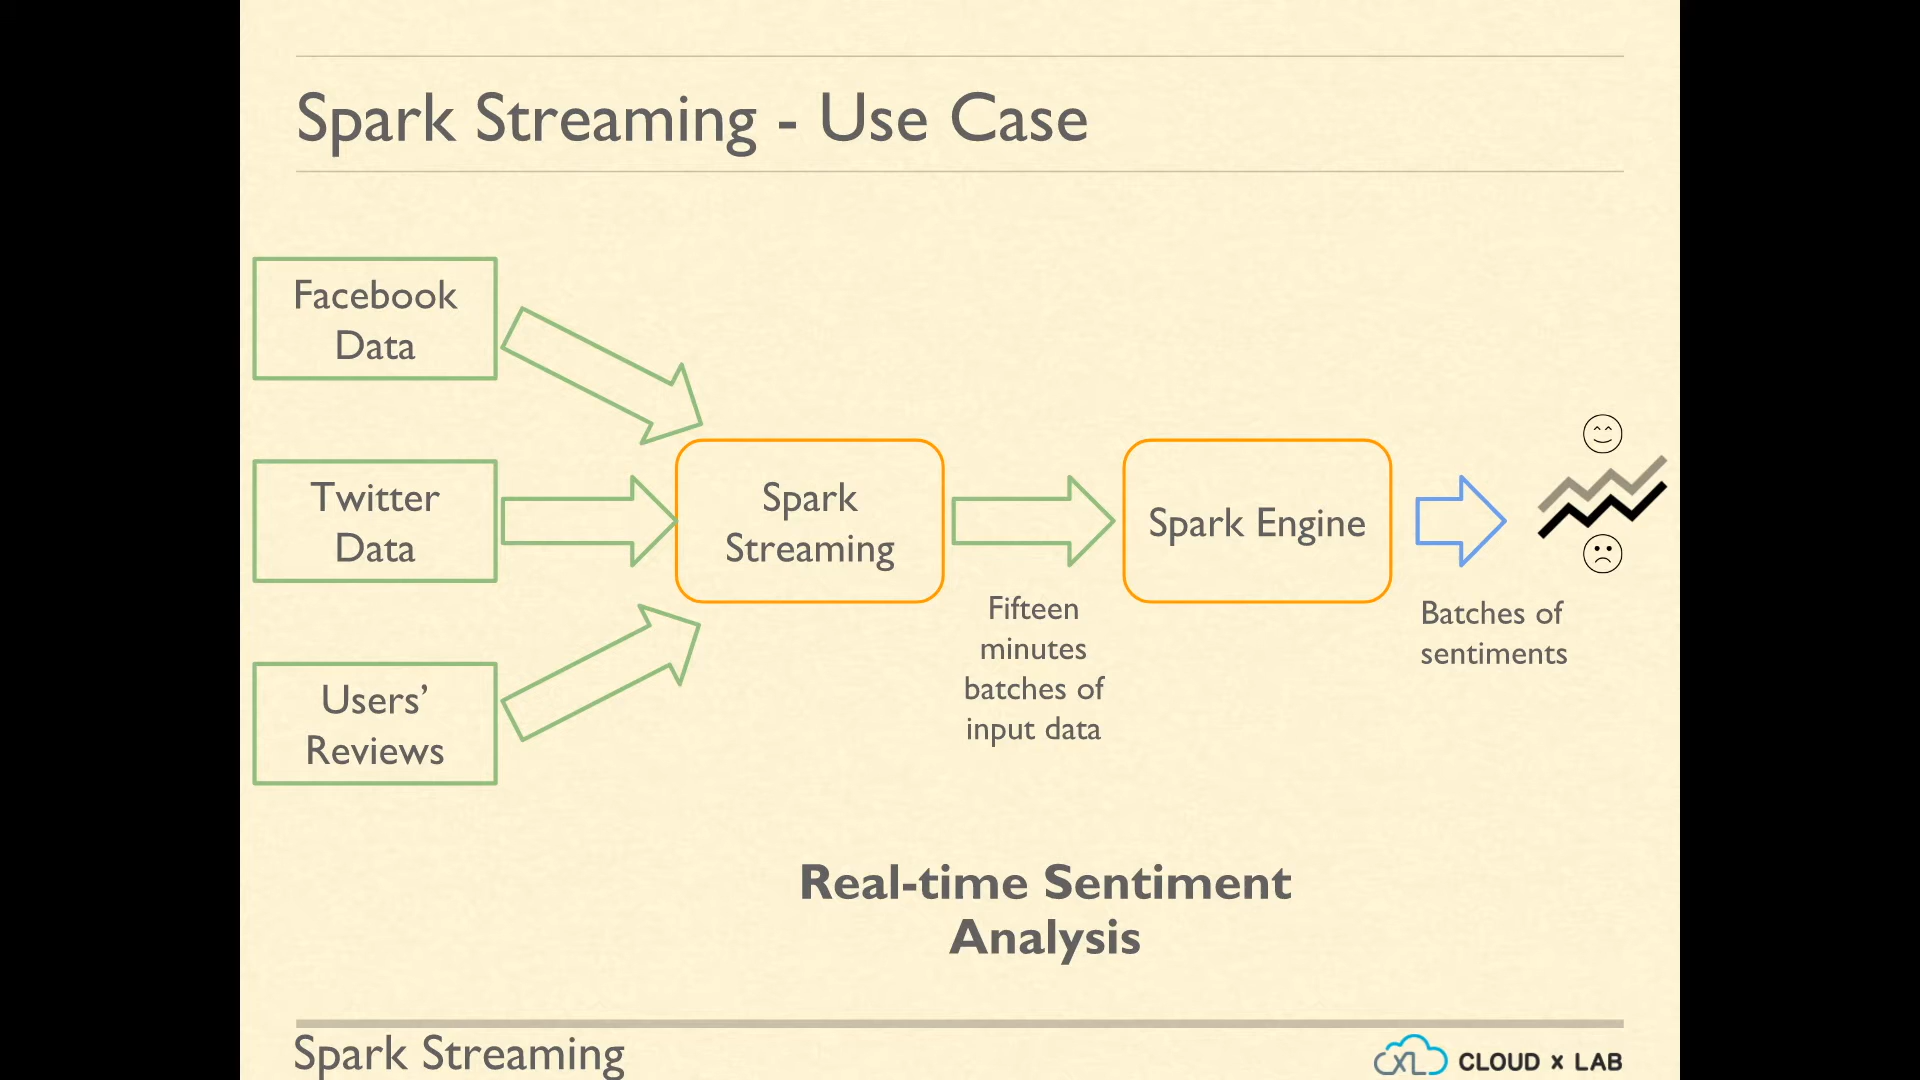 Spark Streaming - Use Case
Facebook
Data
Twitter
Data
Users’
Reviews
Spark
Streaming
Fifteen
minutes
batches of
input data
Spark Engine
Batches of
sentiments
Real-time Sentiment
Analysis
Spark Streaming
CXL CLOUD x LAB